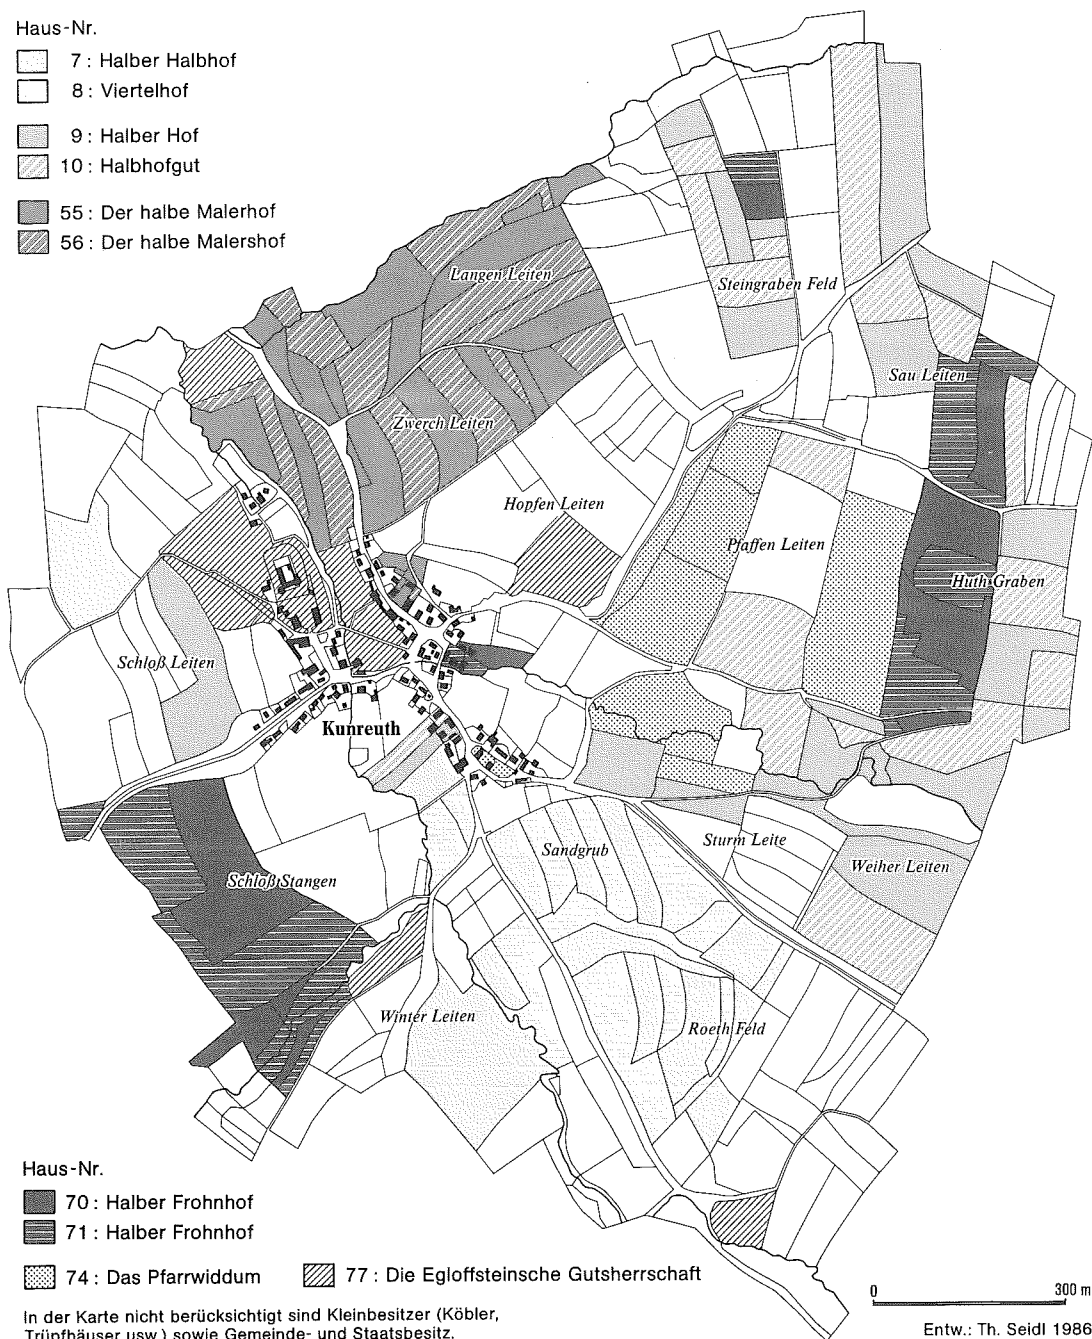 Haus-Nr.
7 : Halber Halbhof
8 : Viertelhof
9 : Halber Hof
10 : Halbhofgut
55 : Der halbe Malerhof
56 : Der halbe Malershof
Langen Leiten
Steingraben Feld
Sau Leiten
Zwerch Leiten
Hopfen Leiten
Pfaffen Leiten
Huth Graben
Schloß Leiten
Kunreuth
Sandgrub
Sturm Leite
Weiher Leiten
Schloß Stangen
Winter Leiten
Roeth Feld
Haus-Nr.
70 : Halber Frohnhof
71 : Halber Frohnhof
74 : Das Pfarrwiddum
77 : Die Egloffsteinsche Gutsherrschaft
In der Karte nicht berücksichtigt sind Kleinbesitzer (Köbler,
Trüpfhäuser usw.) sowie Gemeinde- und Staatsbesitz.
0 300 m
Entw.: Th. Seidl 1986